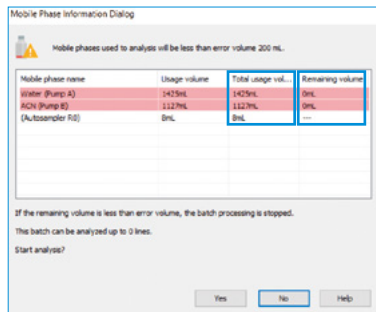 Mobile Phase Information Dialog
Mobile phases used to analysis will be less than error volume 200 mL.
Mobile phase name Usage volume Total usage vol... Remaining volume
Water (Pump A) 1425mL 1425mL 0mL
ACN (Pump B) 1127mL 1127mL 0mL
(Autosampler R0) 8mL 8mL ---
If the remaining volume is less than error volume, the batch processing is stopped.
This batch can be analyzed up to 0 lines.
Start analysis?
Yes No Help